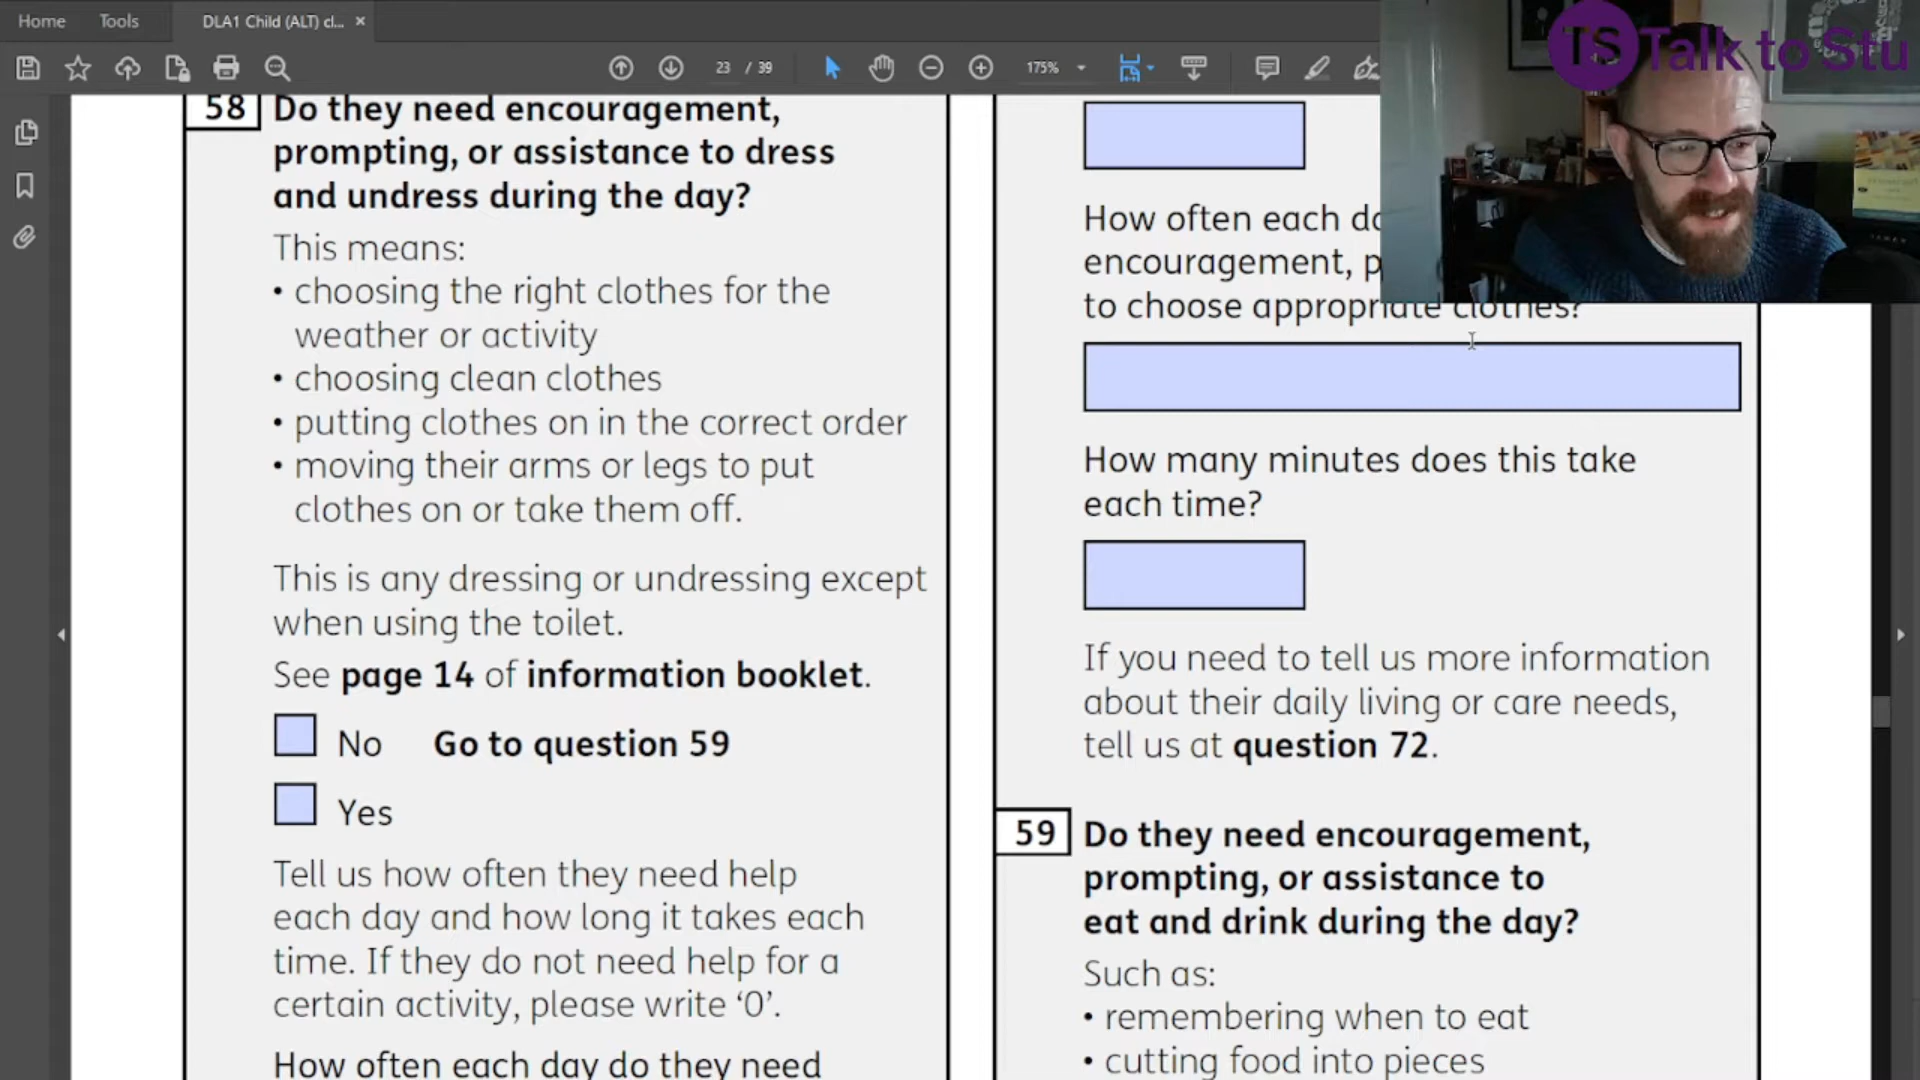 Home
Tools
DLA1 Child (ALT) cl...
23 / 39
175%
TS Talk to Stu
58
Do they need encouragement,
prompting, or assistance to dress
and undress during the day?
This means:
• choosing the right clothes for the
weather or activity
• choosing clean clothes
• putting clothes on in the correct order
• moving their arms or legs to put
clothes on or take them off.
This is any dressing or undressing except
when using the toilet.
See page 14 of information booklet.
No Go to question 59
Yes
Tell us how often they need help
each day and how long it takes each
time. If they do not need help for a
certain activity, please write ‘0’.
How often each day do they need
How often each
encouragement,
to choose appropriate clothes?
How many minutes does this take
each time?
If you need to tell us more information
about their daily living or care needs,
tell us at question 72.
59
Do they need encouragement,
prompting, or assistance to
eat and drink during the day?
Such as:
• remembering when to eat
• cutting food into pieces